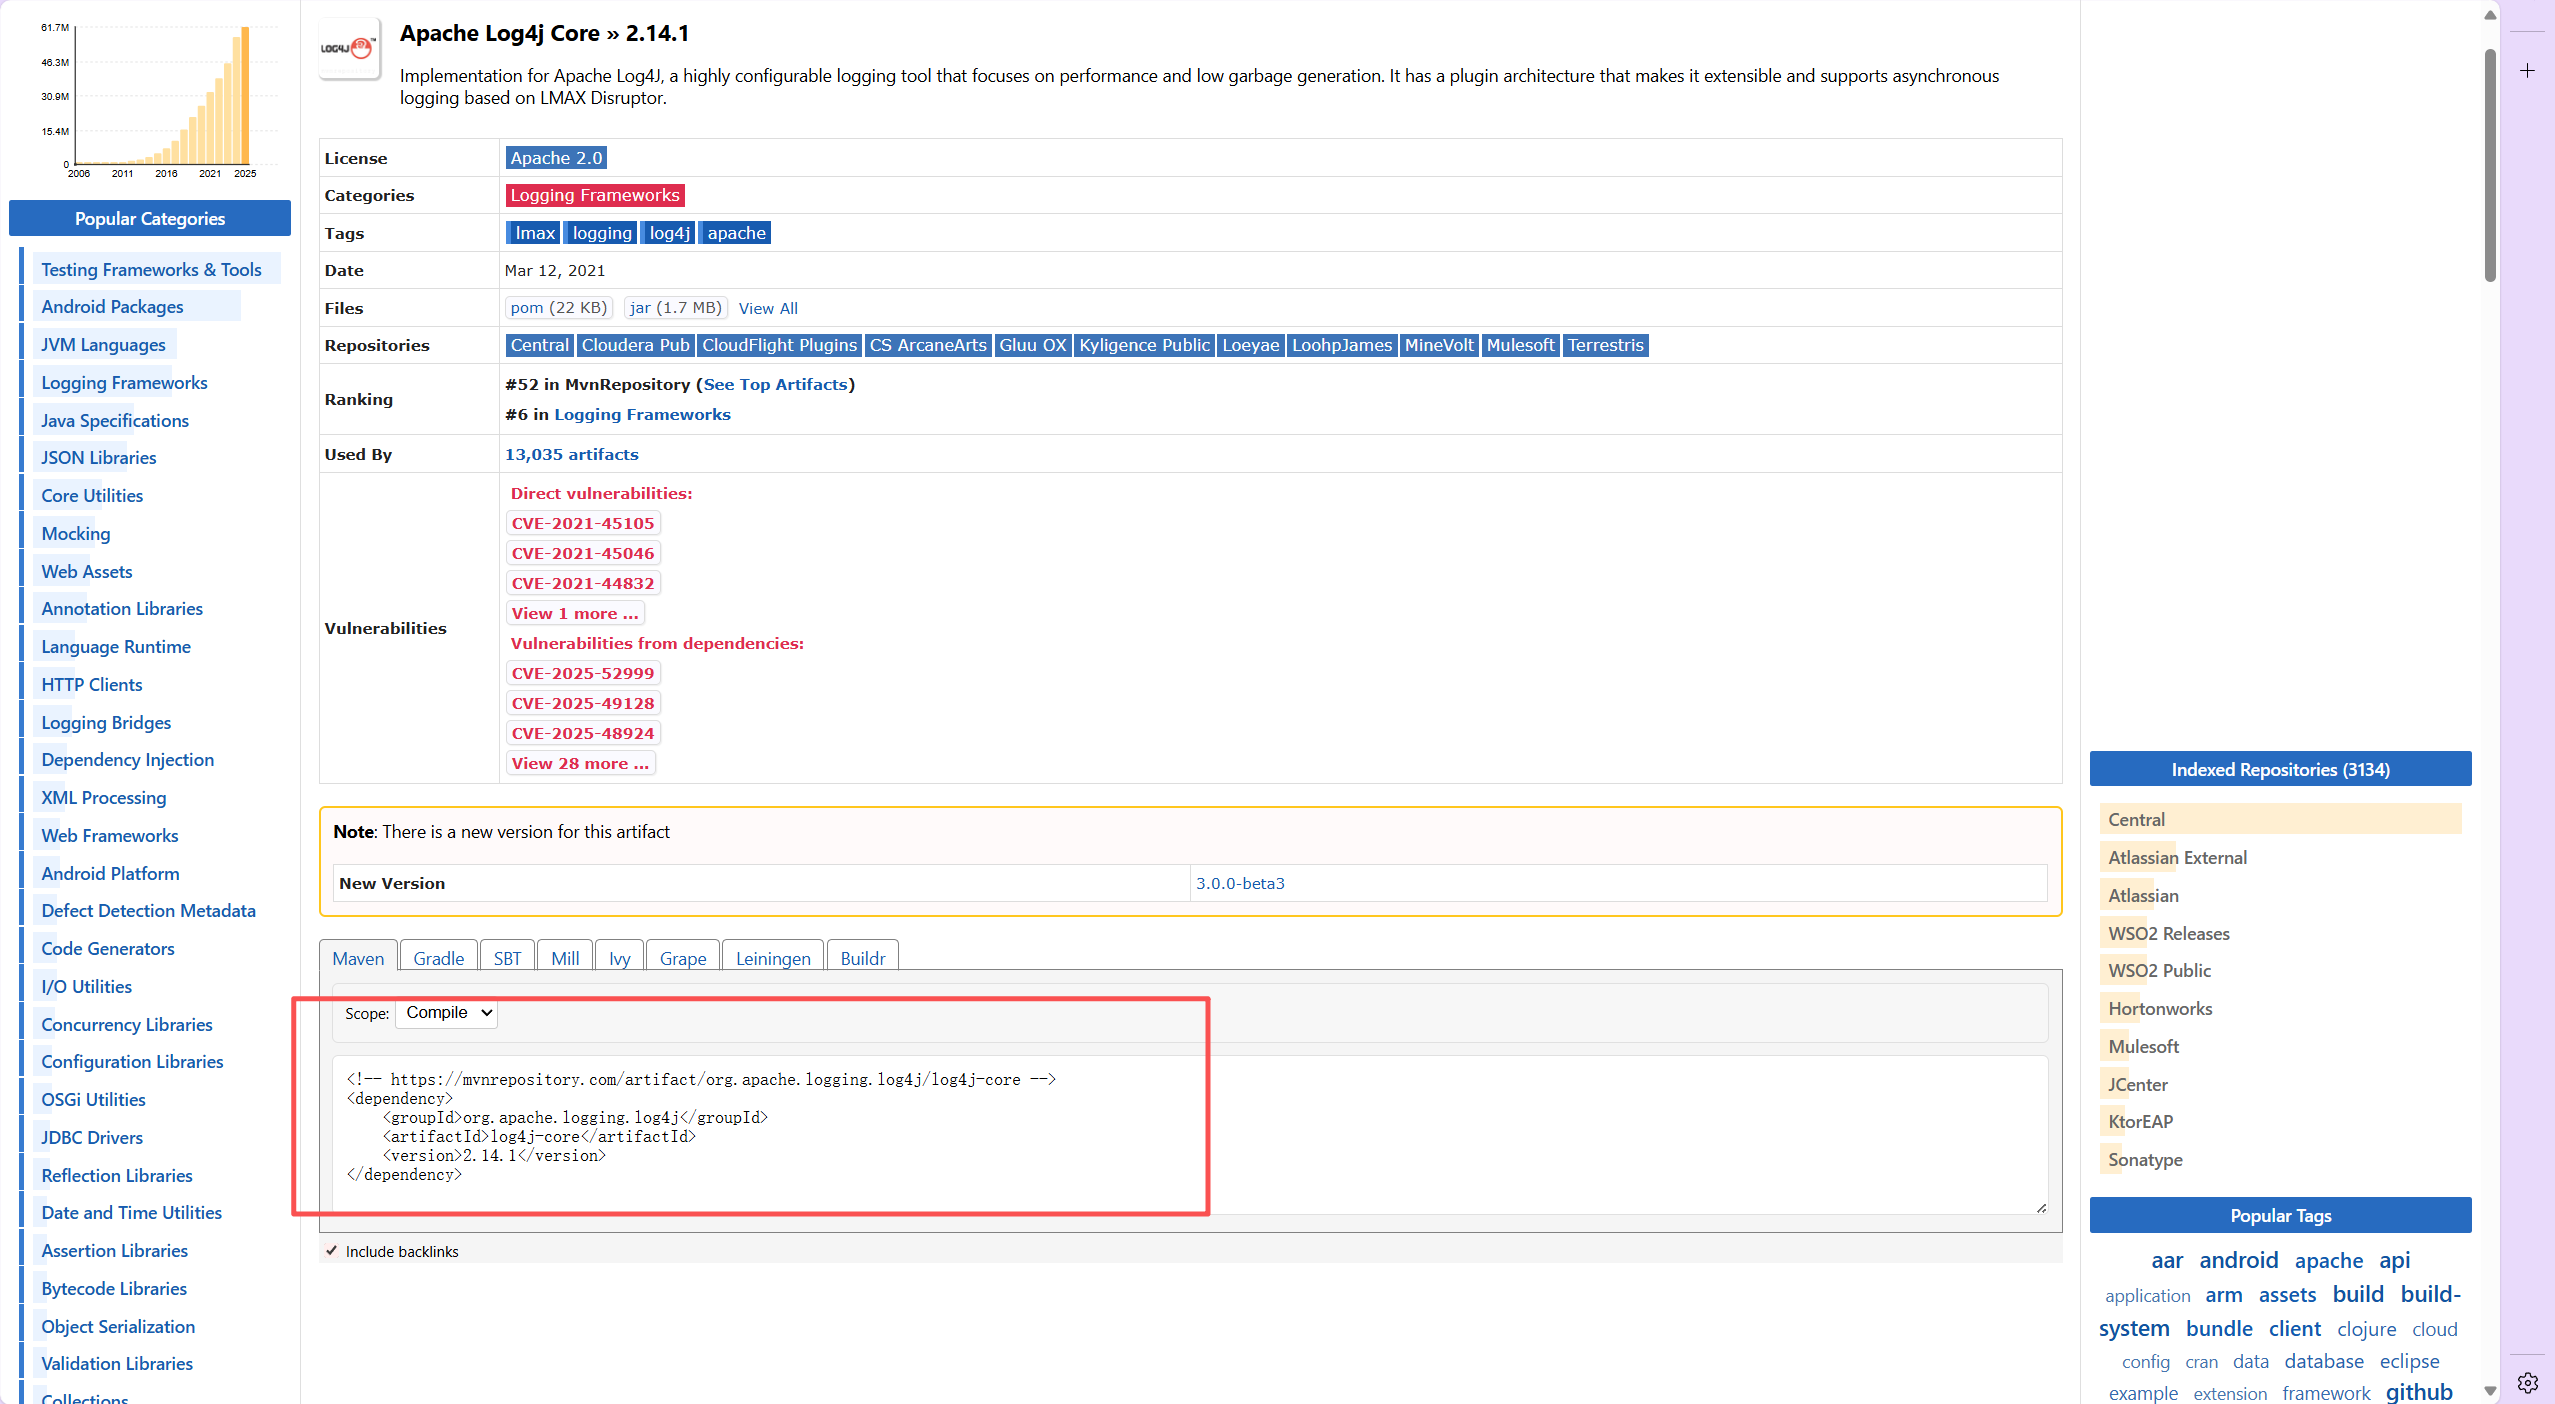 61.7M
46.3M
30.9M
15.4M
0
2006 2011 2016 2021 2025
Popular Categories
Testing Frameworks & Tools
Android Packages
JVM Languages
Logging Frameworks
Java Specifications
JSON Libraries
Core Utilities
Mocking
Web Assets
Annotation Libraries
Language Runtime
HTTP Clients
Logging Bridges
Dependency Injection
XML Processing
Web Frameworks
Android Platform
Defect Detection Metadata
Code Generators
I/O Utilities
Concurrency Libraries
Configuration Libraries
OSGi Utilities
JDBC Drivers
Reflection Libraries
Date and Time Utilities
Assertion Libraries
Bytecode Libraries
Object Serialization
Validation Libraries
Collections
LOG4J TM
Apache Log4j Core » 2.14.1
Implementation for Apache Log4J, a highly configurable logging tool that focuses on performance and low garbage generation. It has a plugin architecture that makes it extensible and supports asynchronous
logging based on LMAX Disruptor.
License Apache 2.0
Categories Logging Frameworks
Tags lmax logging log4j apache
Date Mar 12, 2021
Files pom (22 KB) jar (1.7 MB) View All
Repositories Central Cloudera Pub CloudFlight Plugins CS ArcaneArts Gluu OX Kyligence Public Loeyae LoohpJames MineVolt Mulesoft Terrestris
Ranking
#52 in MvnRepository (See Top Artifacts)
#6 in Logging Frameworks
Used By 13,035 artifacts
Vulnerabilities
Direct vulnerabilities:
CVE-2021-45105
CVE-2021-45046
CVE-2021-44832
View 1 more ...
Vulnerabilities from dependencies:
CVE-2025-52999
CVE-2025-49128
CVE-2025-48924
View 28 more ...
Note: There is a new version for this artifact
New Version 3.0.0-beta3
Maven Gradle SBT Mill Ivy Grape Leiningen Buildr
Scope: Compile
<!-- https://mvnrepository.com/artifact/org.apache.logging.log4j/log4j-core -->
<dependency>
    <groupId>org.apache.logging.log4j</groupId>
    <artifactId>log4j-core</artifactId>
    <version>2.14.1</version>
</dependency>
Include backlinks
Indexed Repositories (3134)
Central
Atlassian External
Atlassian
WSO2 Releases
WSO2 Public
Hortonworks
Mulesoft
JCenter
KtorEAP
Sonatype
Popular Tags
aar android apache api
application arm assets build build-
system bundle client clojure cloud
config cran data database eclipse
example extension framework github